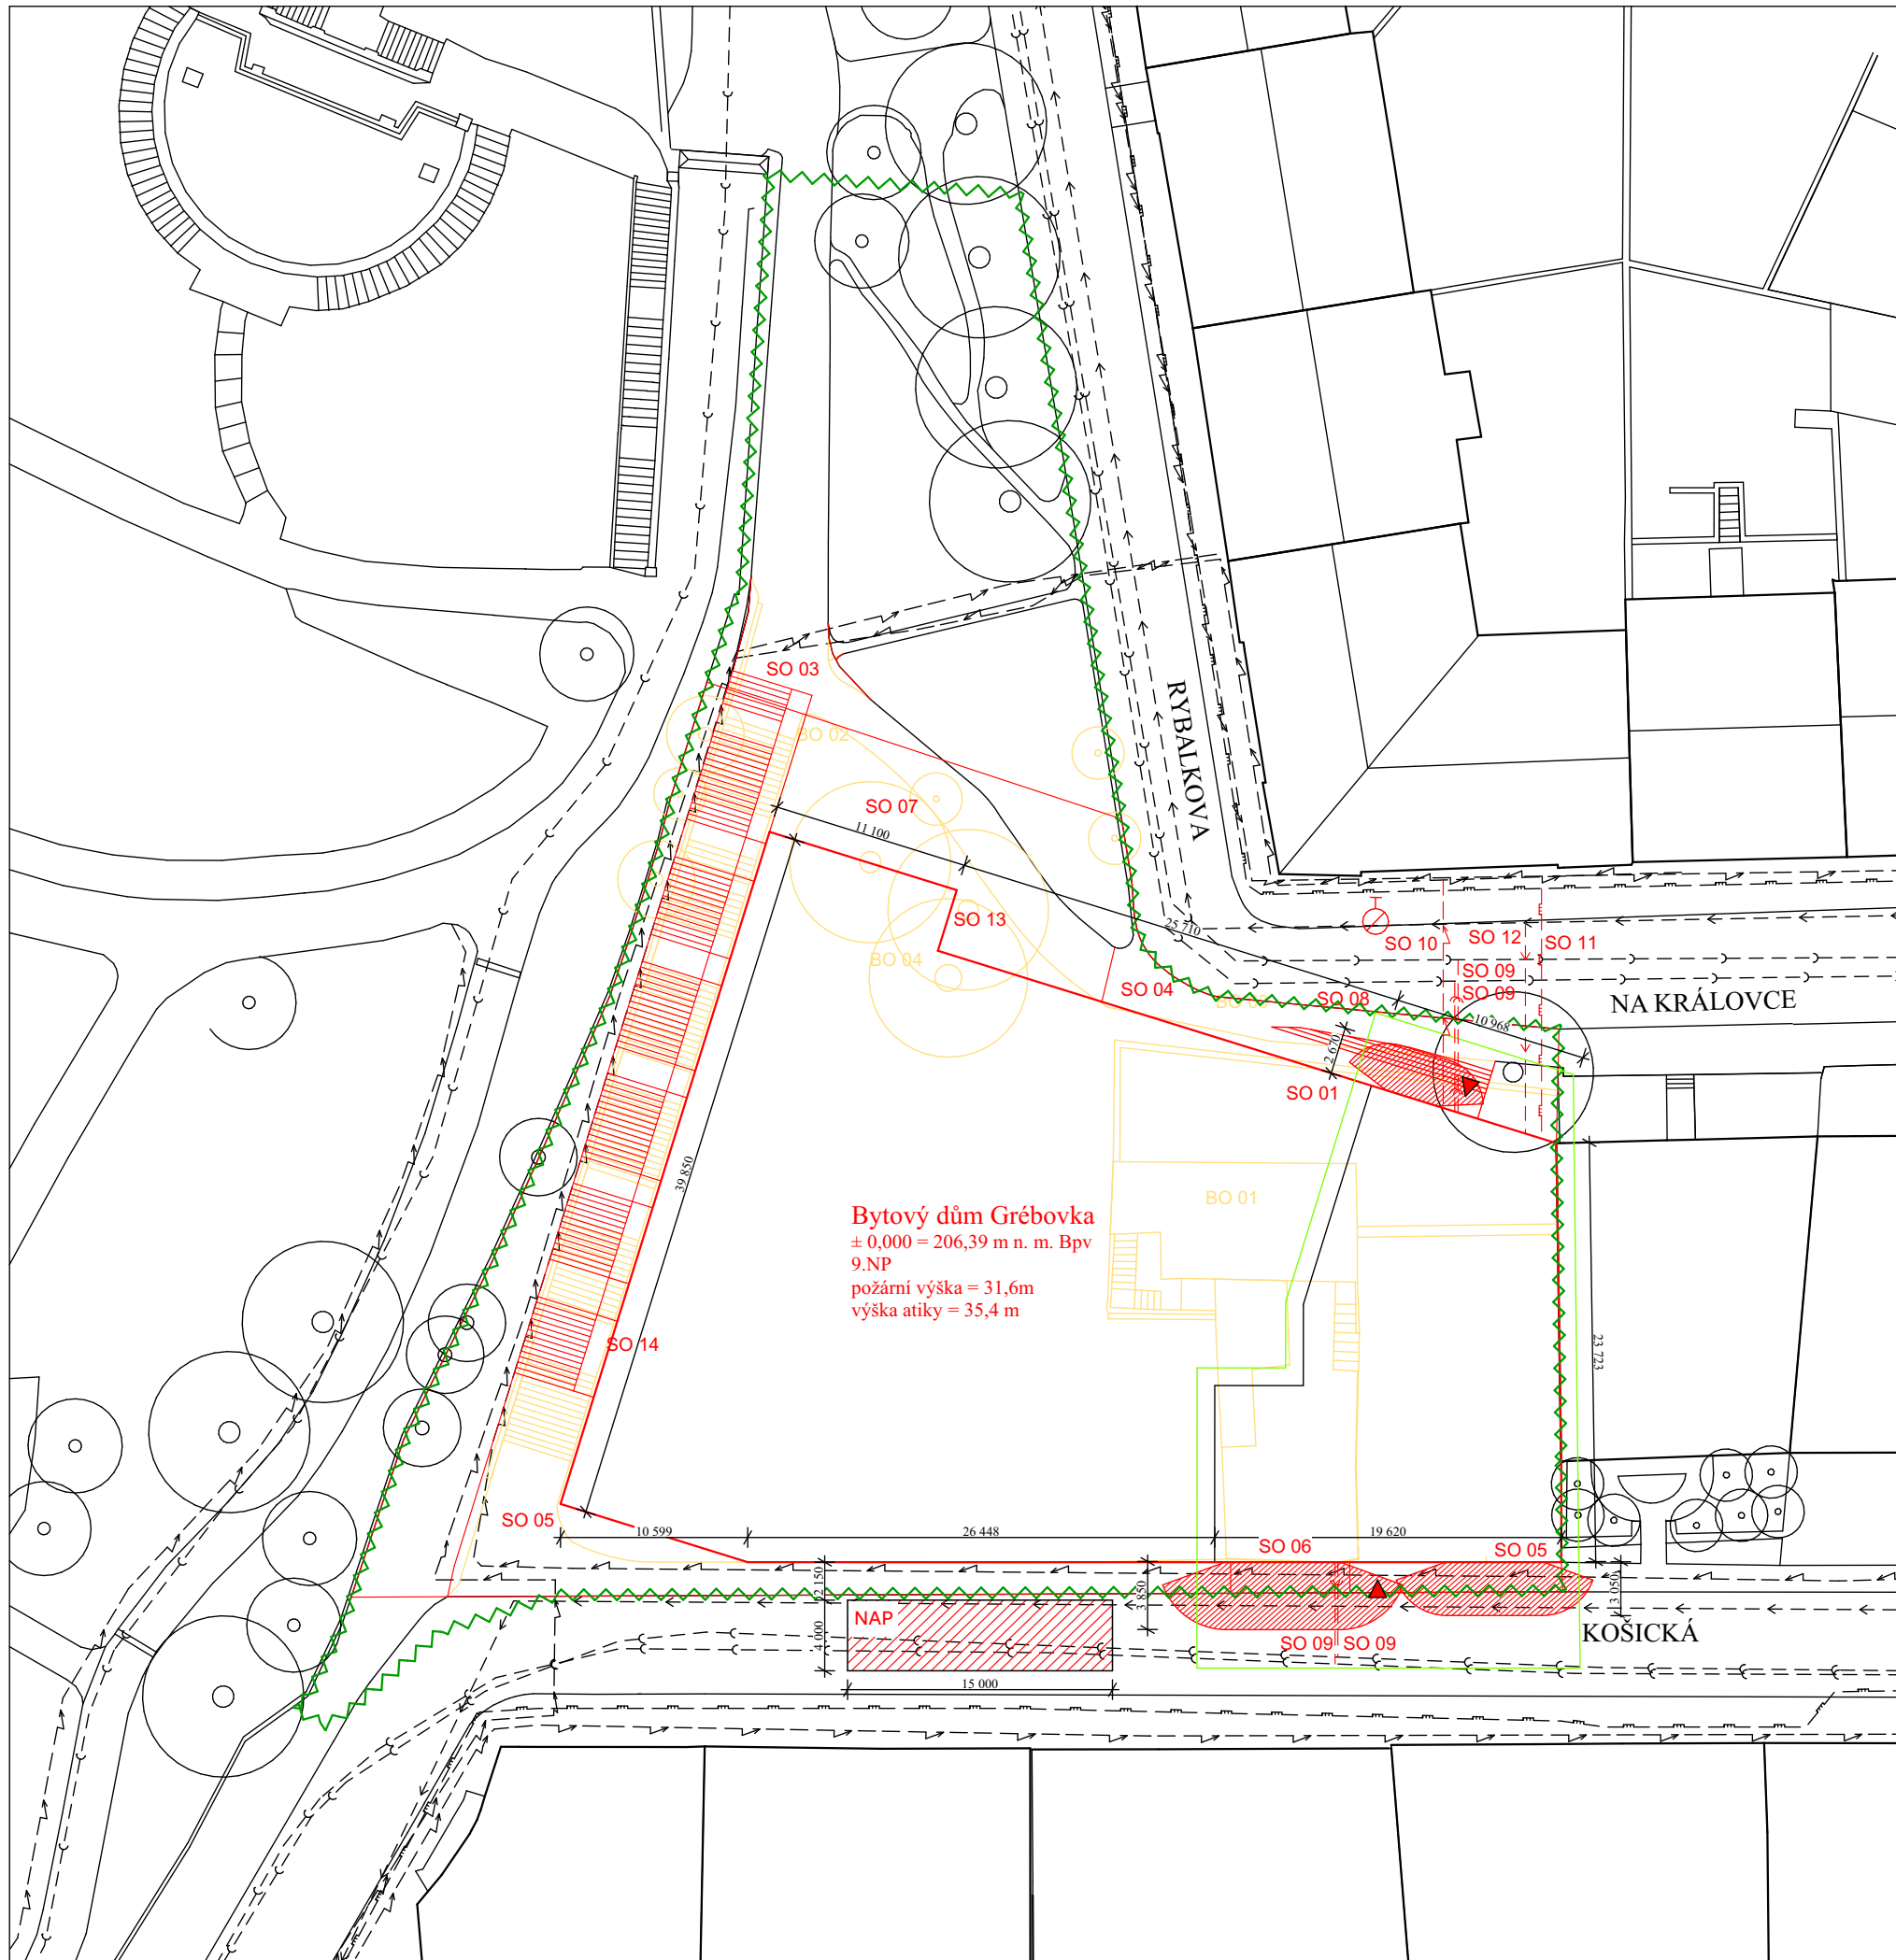 SO 03
BO 02
RYBALKOVA
SO 07
11 100
SO 13
25 710
SO 10
SO 12
SO 11
BO 04
SO 09
SO 04
SO 08
SO 09
NA KRÁLOVCE
10 968
2 670
SO 01
39 850
BO 01
Bytový dům Grébovka
± 0,000 = 206,39 m n. m. Bpv
9.NP
požární výška = 31,6m
výška atiky = 35,4 m
SO 14
23 723
SO 05
10 599
26 448
19 620
SO 06
SO 05
2 150
3 850
3 050
NAP
4 000
SO 09
SO 09
KOŠICKÁ
15 000